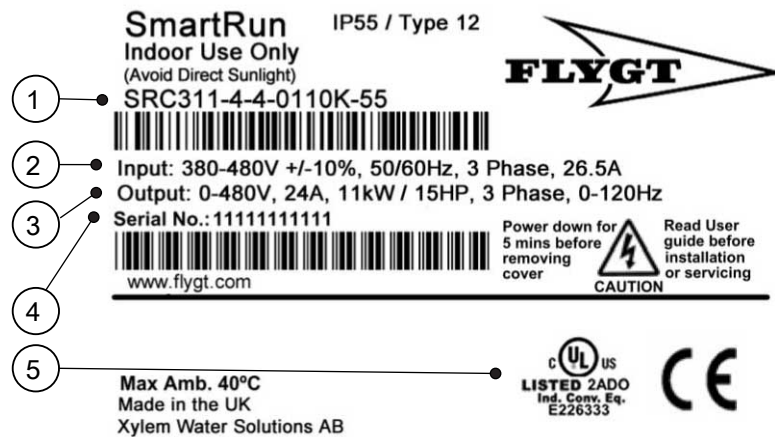 SmartRun
IP55 / Type 12
Indoor Use Only
(Avoid Direct Sunlight)
FLYGT
1
SRC311-4-4-0110K-55
2
Input: 380-480V +/-10%, 50/60Hz, 3 Phase, 26.5A
3
Output: 0-480V, 24A, 11kW / 15HP, 3 Phase, 0-120Hz
4
Serial No.: 11111111111
www.flygt.com
Power down for
5 mins before
removing
cover
CAUTION
Read User
guide before
installation
or servicing
5
C UL US
LISTED 2ADO
Ind. Conv. Eq.
E226333
CE
Max Amb. 40ºC
Made in the UK
Xylem Water Solutions AB